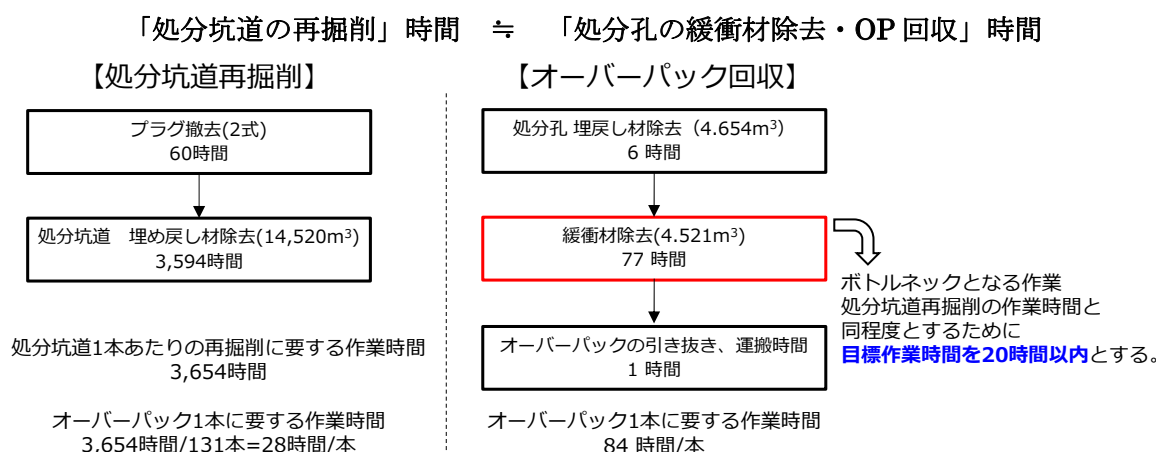 「処分坑道の再掘削」時間　≒　「処分孔の緩衝材除去・OP 回収」時間
【処分坑道再掘削】
プラグ撤去(2式)
60時間
処分坑道　埋め戻し材除去(14,520m³)
3,594時間
処分坑道1本あたりの再掘削に要する作業時間
3,654時間
オーバーパック1本に要する作業時間
3,654時間/131本=28時間/本
【オーバーパック回収】
処分孔 埋戻し材除去（4.654m³）
6 時間
緩衝材除去(4.521m³)
77 時間
ボトルネックとなる作業
処分坑道再掘削の作業時間と
同程度とするために
目標作業時間を20時間以内とする。
オーバーパックの引き抜き、運搬時間
1 時間
オーバーパック1本に要する作業時間
84 時間/本